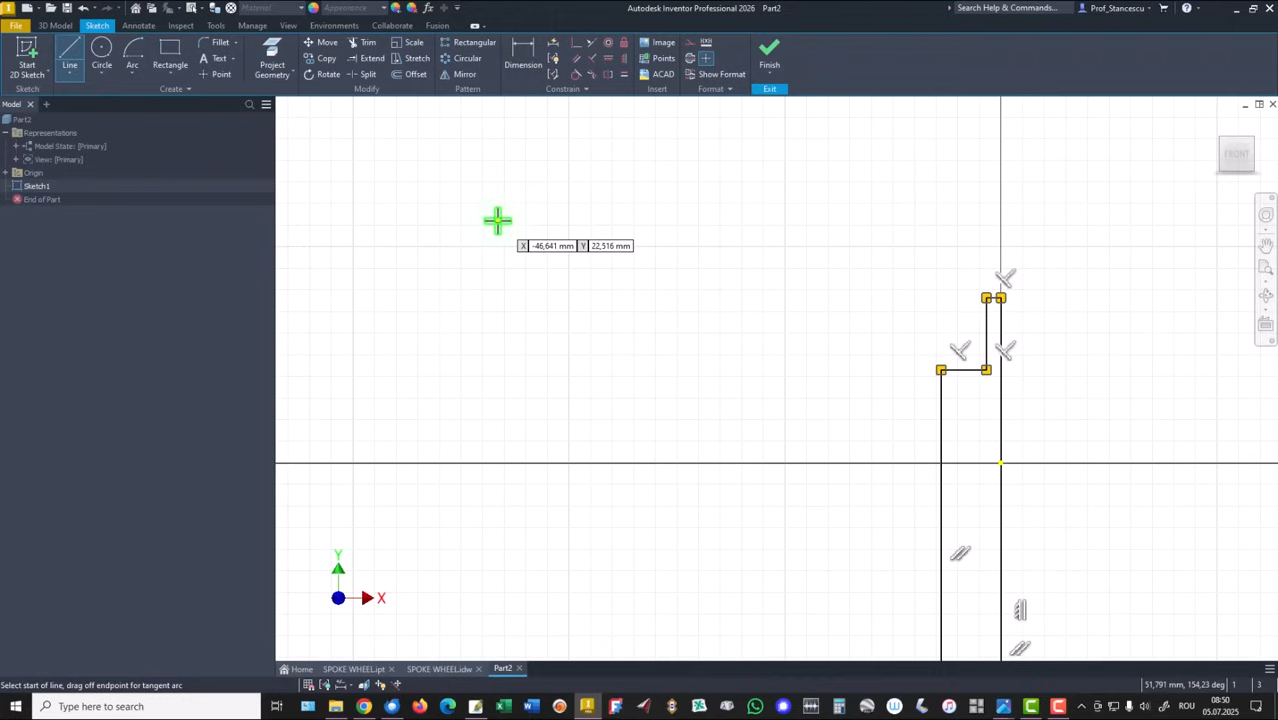 Material
Appearance
Autodesk Inventor Professional 2026 Part2
Search Help & Commands...
Prof_Stancescu
File 3D Model Sketch Annotate Inspect Tools Manage View Environments Vault Collaborate Fusion
Start 2D Sketch
Line
Circle
Arc
Rectangle
Fillet
Text
Point
Project Geometry
Move
Copy
Rotate
Trim
Extend
Split
Scale
Stretch
Offset
Rectangular
Circular
Mirror
Dimension
Image
Points
ACAD
Show Format
Finish
Sketch
Create
Modify
Pattern
Constrain
Insert
Format
Exit
Model
Part2
Representations
Model State: [Primary]
View: [Primary]
Origin
Sketch1
End of Part
FRONT
X -46,641 mm Y 22,516 mm
Y
X
Home SPOKE WHEEL.ipt SPOKE WHEEL.idw Part2
Select start of line, drag off endpoint for tangent arc
51,791 mm, 154,23 deg 1 3
Type here to search
ROU
08:50
05.07.2025